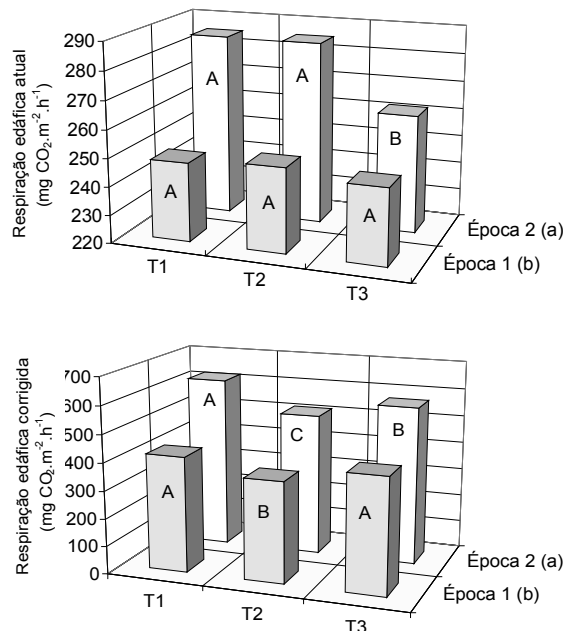 Respiração edáfica atual
(mg CO₂.m⁻².h⁻¹)
290
280
270
260
250
240
230
220
A
A
B
A
A
A
T1
T2
T3
Época 2 (a)
Época 1 (b)
Respiração edáfica corrigida
(mg CO₂.m⁻².h⁻¹)
700
600
500
400
300
200
100
0
A
C
B
A
B
A
T1
T2
T3
Época 2 (a)
Época 1 (b)